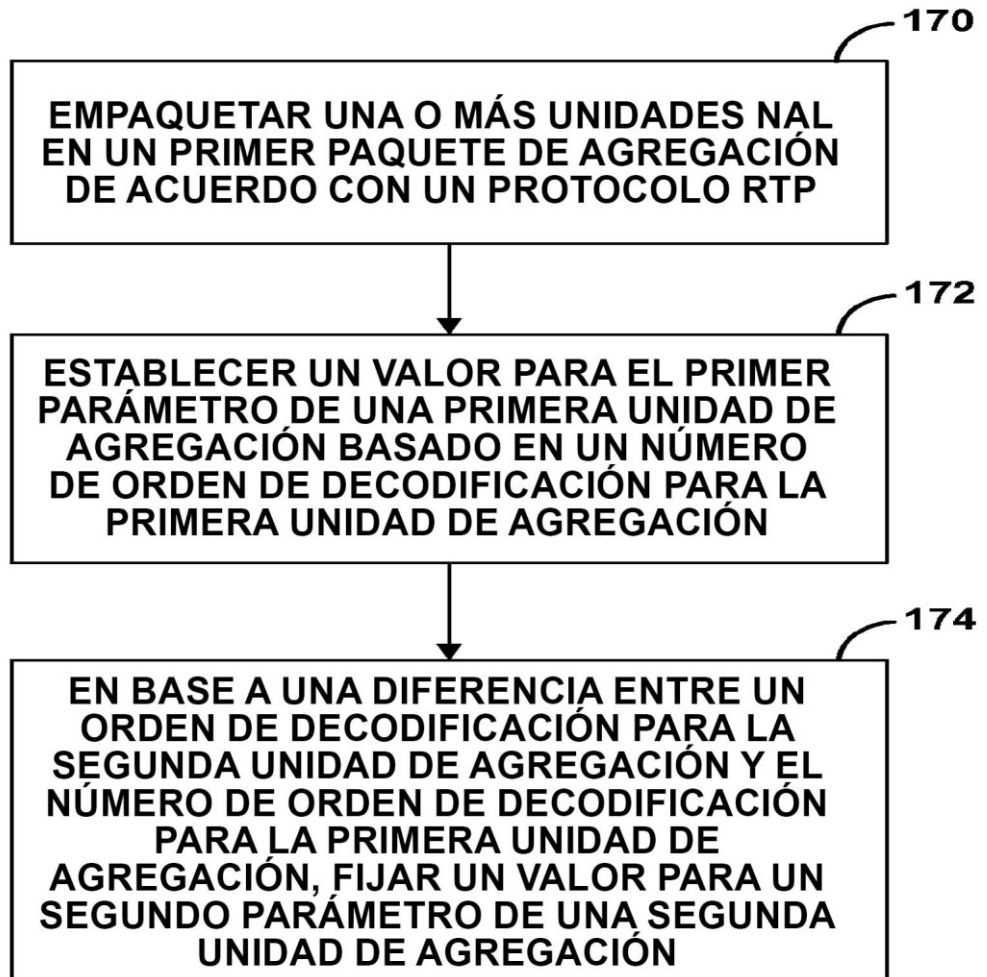 170
EMPAQUETAR UNA O MÁS UNIDADES NAL
EN UN PRIMER PAQUETE DE AGREGACIÓN
DE ACUERDO CON UN PROTOCOLO RTP
172
ESTABLECER UN VALOR PARA EL PRIMER
PARÁMETRO DE UNA PRIMERA UNIDAD DE
AGREGACIÓN BASADO EN UN NÚMERO
DE ORDEN DE DECODIFICACIÓN PARA LA
PRIMERA UNIDAD DE AGREGACIÓN
174
EN BASE A UNA DIFERENCIA ENTRE UN
ORDEN DE DECODIFICACIÓN PARA LA
SEGUNDA UNIDAD DE AGREGACIÓN Y EL
NÚMERO DE ORDEN DE DECODIFICACIÓN
PARA LA PRIMERA UNIDAD DE
AGREGACIÓN, FIJAR UN VALOR PARA UN
SEGUNDO PARÁMETRO DE UNA SEGUNDA
UNIDAD DE AGREGACIÓN